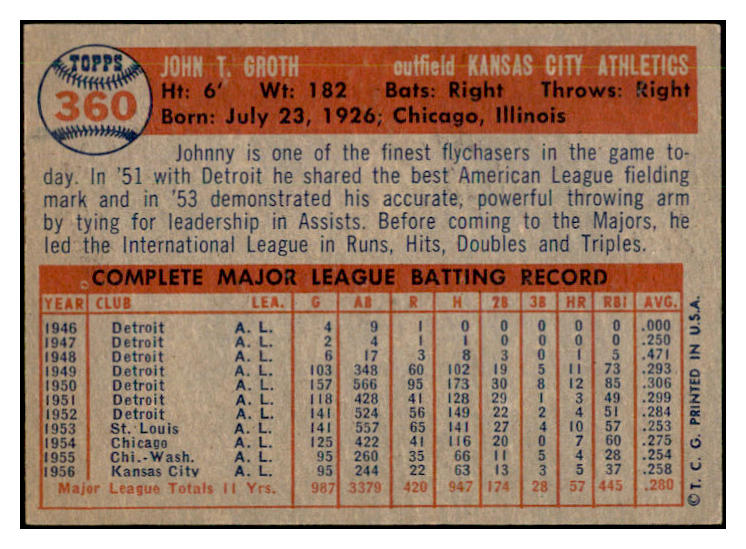 TOPPS
360
JOHN T. GROTH outfield KANSAS CITY ATHLETICS
Ht: 6' Wt: 182 Bats: Right Throws: Right
Born: July 23, 1926; Chicago, Illinois
Johnny is one of the finest flychasers in the game to-
day. In '51 with Detroit he shared the best American League fielding
mark and in '53 demonstrated his accurate, powerful throwing arm
by tying for leadership in Assists. Before coming to the Majors, he
led the International League in Runs, Hits, Doubles and Triples.
COMPLETE MAJOR LEAGUE BATTING RECORD
YEAR CLUB LEA. G AB R H 2B 3B HR RBI AVG.
1946 Detroit A. L. 4 9 1 0 0 0 0 0 .000
1947 Detroit A. L. 2 4 1 1 0 0 0 0 .250
1948 Detroit A. L. 6 17 3 8 3 0 1 5 .471
1949 Detroit A. L. 103 348 60 102 19 5 11 73 .293
1950 Detroit A. L. 157 566 95 173 30 8 12 85 .306
1951 Detroit A. L. 118 428 41 128 29 1 3 49 .299
1952 Detroit A. L. 141 524 56 149 22 2 4 51 .284
1953 St. Louis A. L. 141 557 65 141 27 4 10 57 .253
1954 Chicago A. L. 125 422 41 116 20 0 7 60 .275
1955 Chi.-Wash. A. L. 95 260 35 66 11 5 4 28 .254
1956 Kansas City A. L. 95 244 22 63 13 3 5 37 .258
Major League Totals 11 Yrs. 987 3379 420 947 174 28 57 445 .280
© T. C. G. PRINTED IN U.S.A.